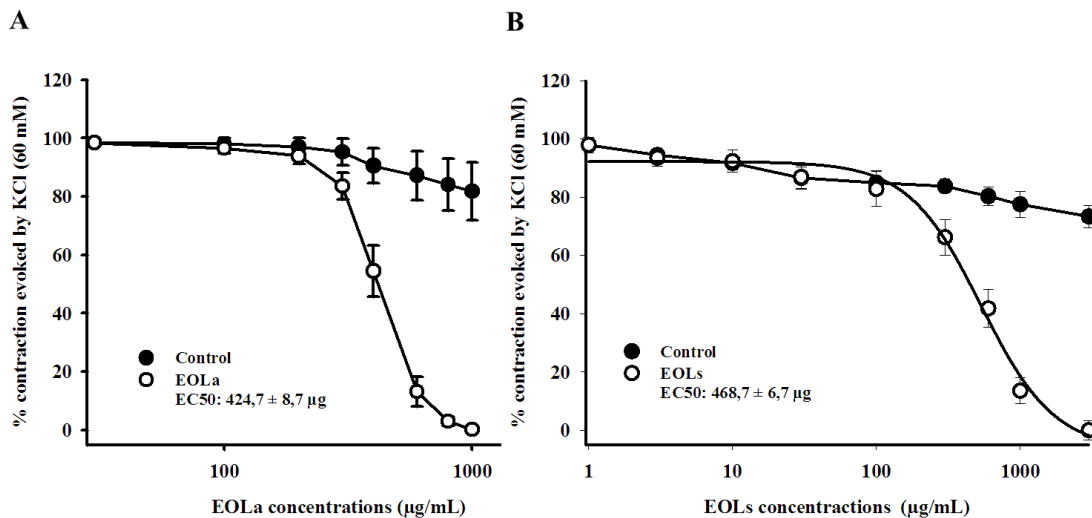 A
% contraction evoked by KCl (60 mM)
120
100
80
60
40
20
0
Control
EOLa
EC50: 424,7 ± 8,7 µg
100
1000
EOLa concentrations (µg/mL)
B
% contraction evoked by KCl (60 mM)
120
100
80
60
40
20
0
Control
EOLs
EC50: 468,7 ± 6,7 µg
1
10
100
1000
EOLs concentractions (µg/mL)